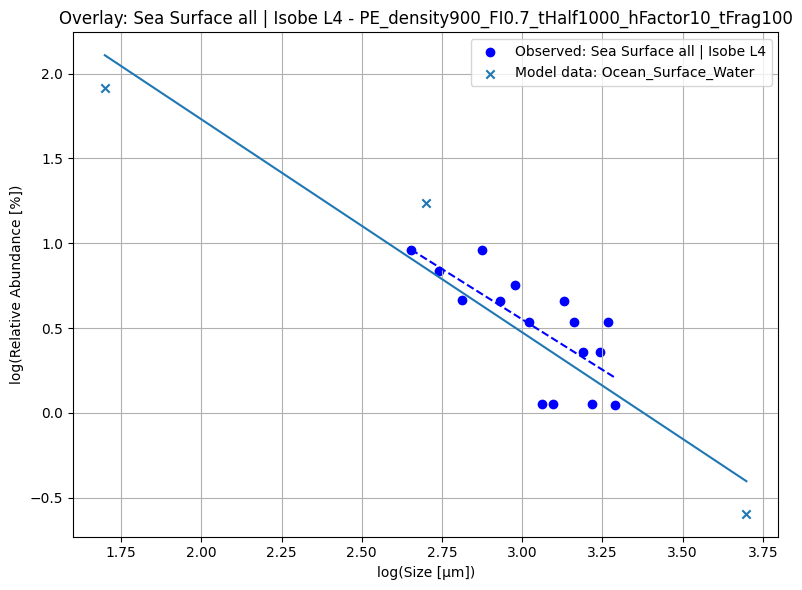 Overlay: Sea Surface all | Isobe L4 - PE_density900_FI0.7_tHalf1000_hFactor10_tFrag100
Observed: Sea Surface all | Isobe L4
Model data: Ocean_Surface_Water
log(Relative Abundance [%])
2.0
1.5
1.0
0.5
0.0
−0.5
1.75 2.00 2.25 2.50 2.75 3.00 3.25 3.50 3.75
log(Size [µm])